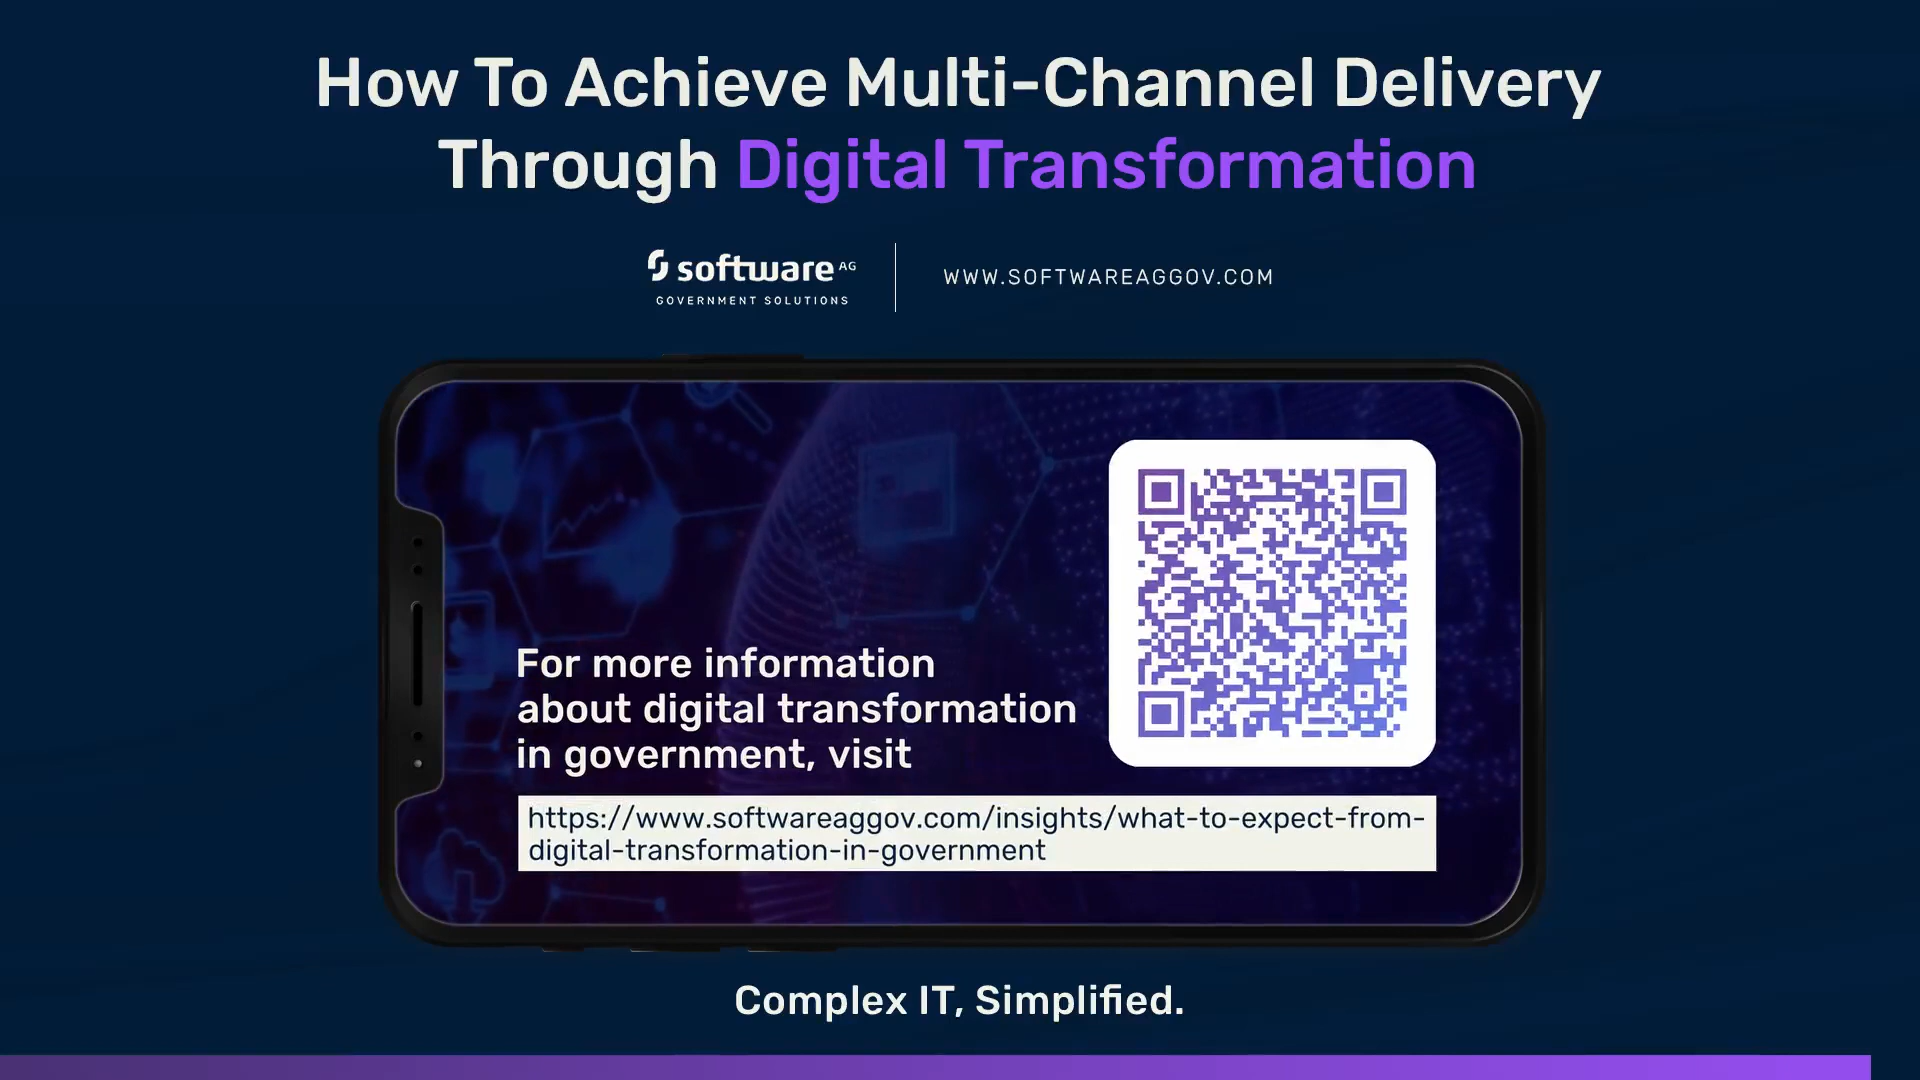 How To Achieve Multi-Channel Delivery
Through Digital Transformation
software AG
GOVERNMENT SOLUTIONS
WWW.SOFTWAREAGGOV.COM
For more information
about digital transformation
in government, visit
https://www.softwareaggov.com/insights/what-to-expect-from-
digital-transformation-in-government
Complex IT, Simplified.